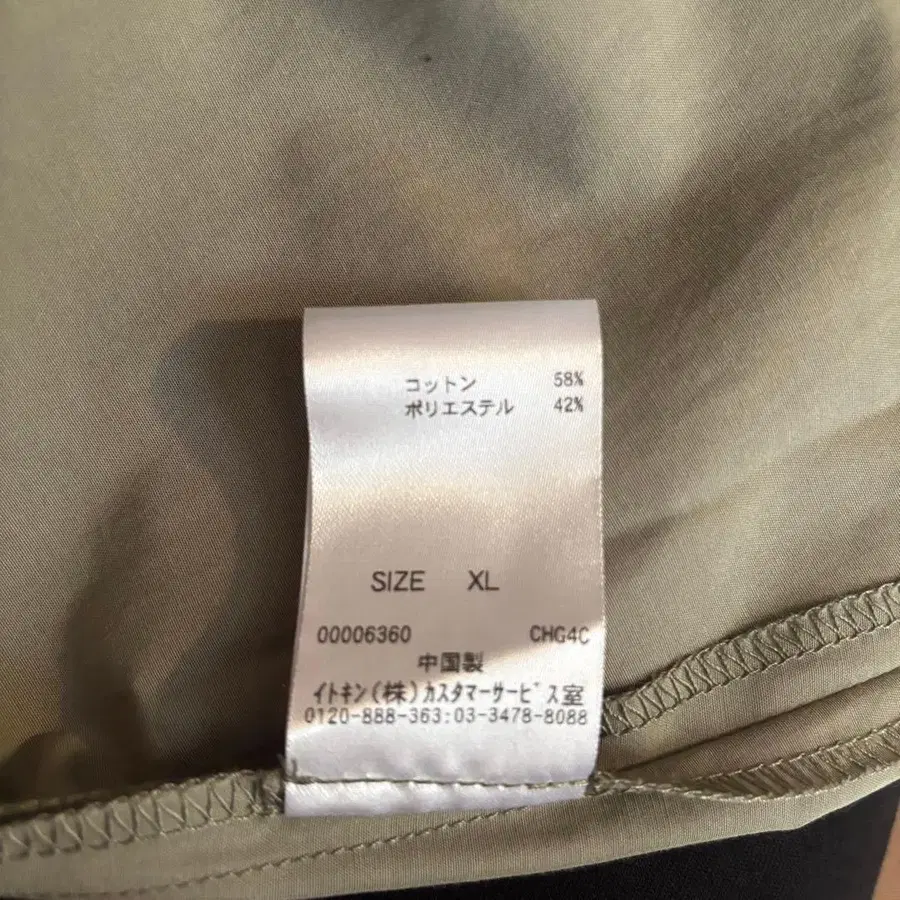 コットン 58%
ポリエステル 42%
SIZE XL
00006360 CHG4C
中国製
イトキン(株)カスタマーサービス室
0120-888-363:03-3478-8088